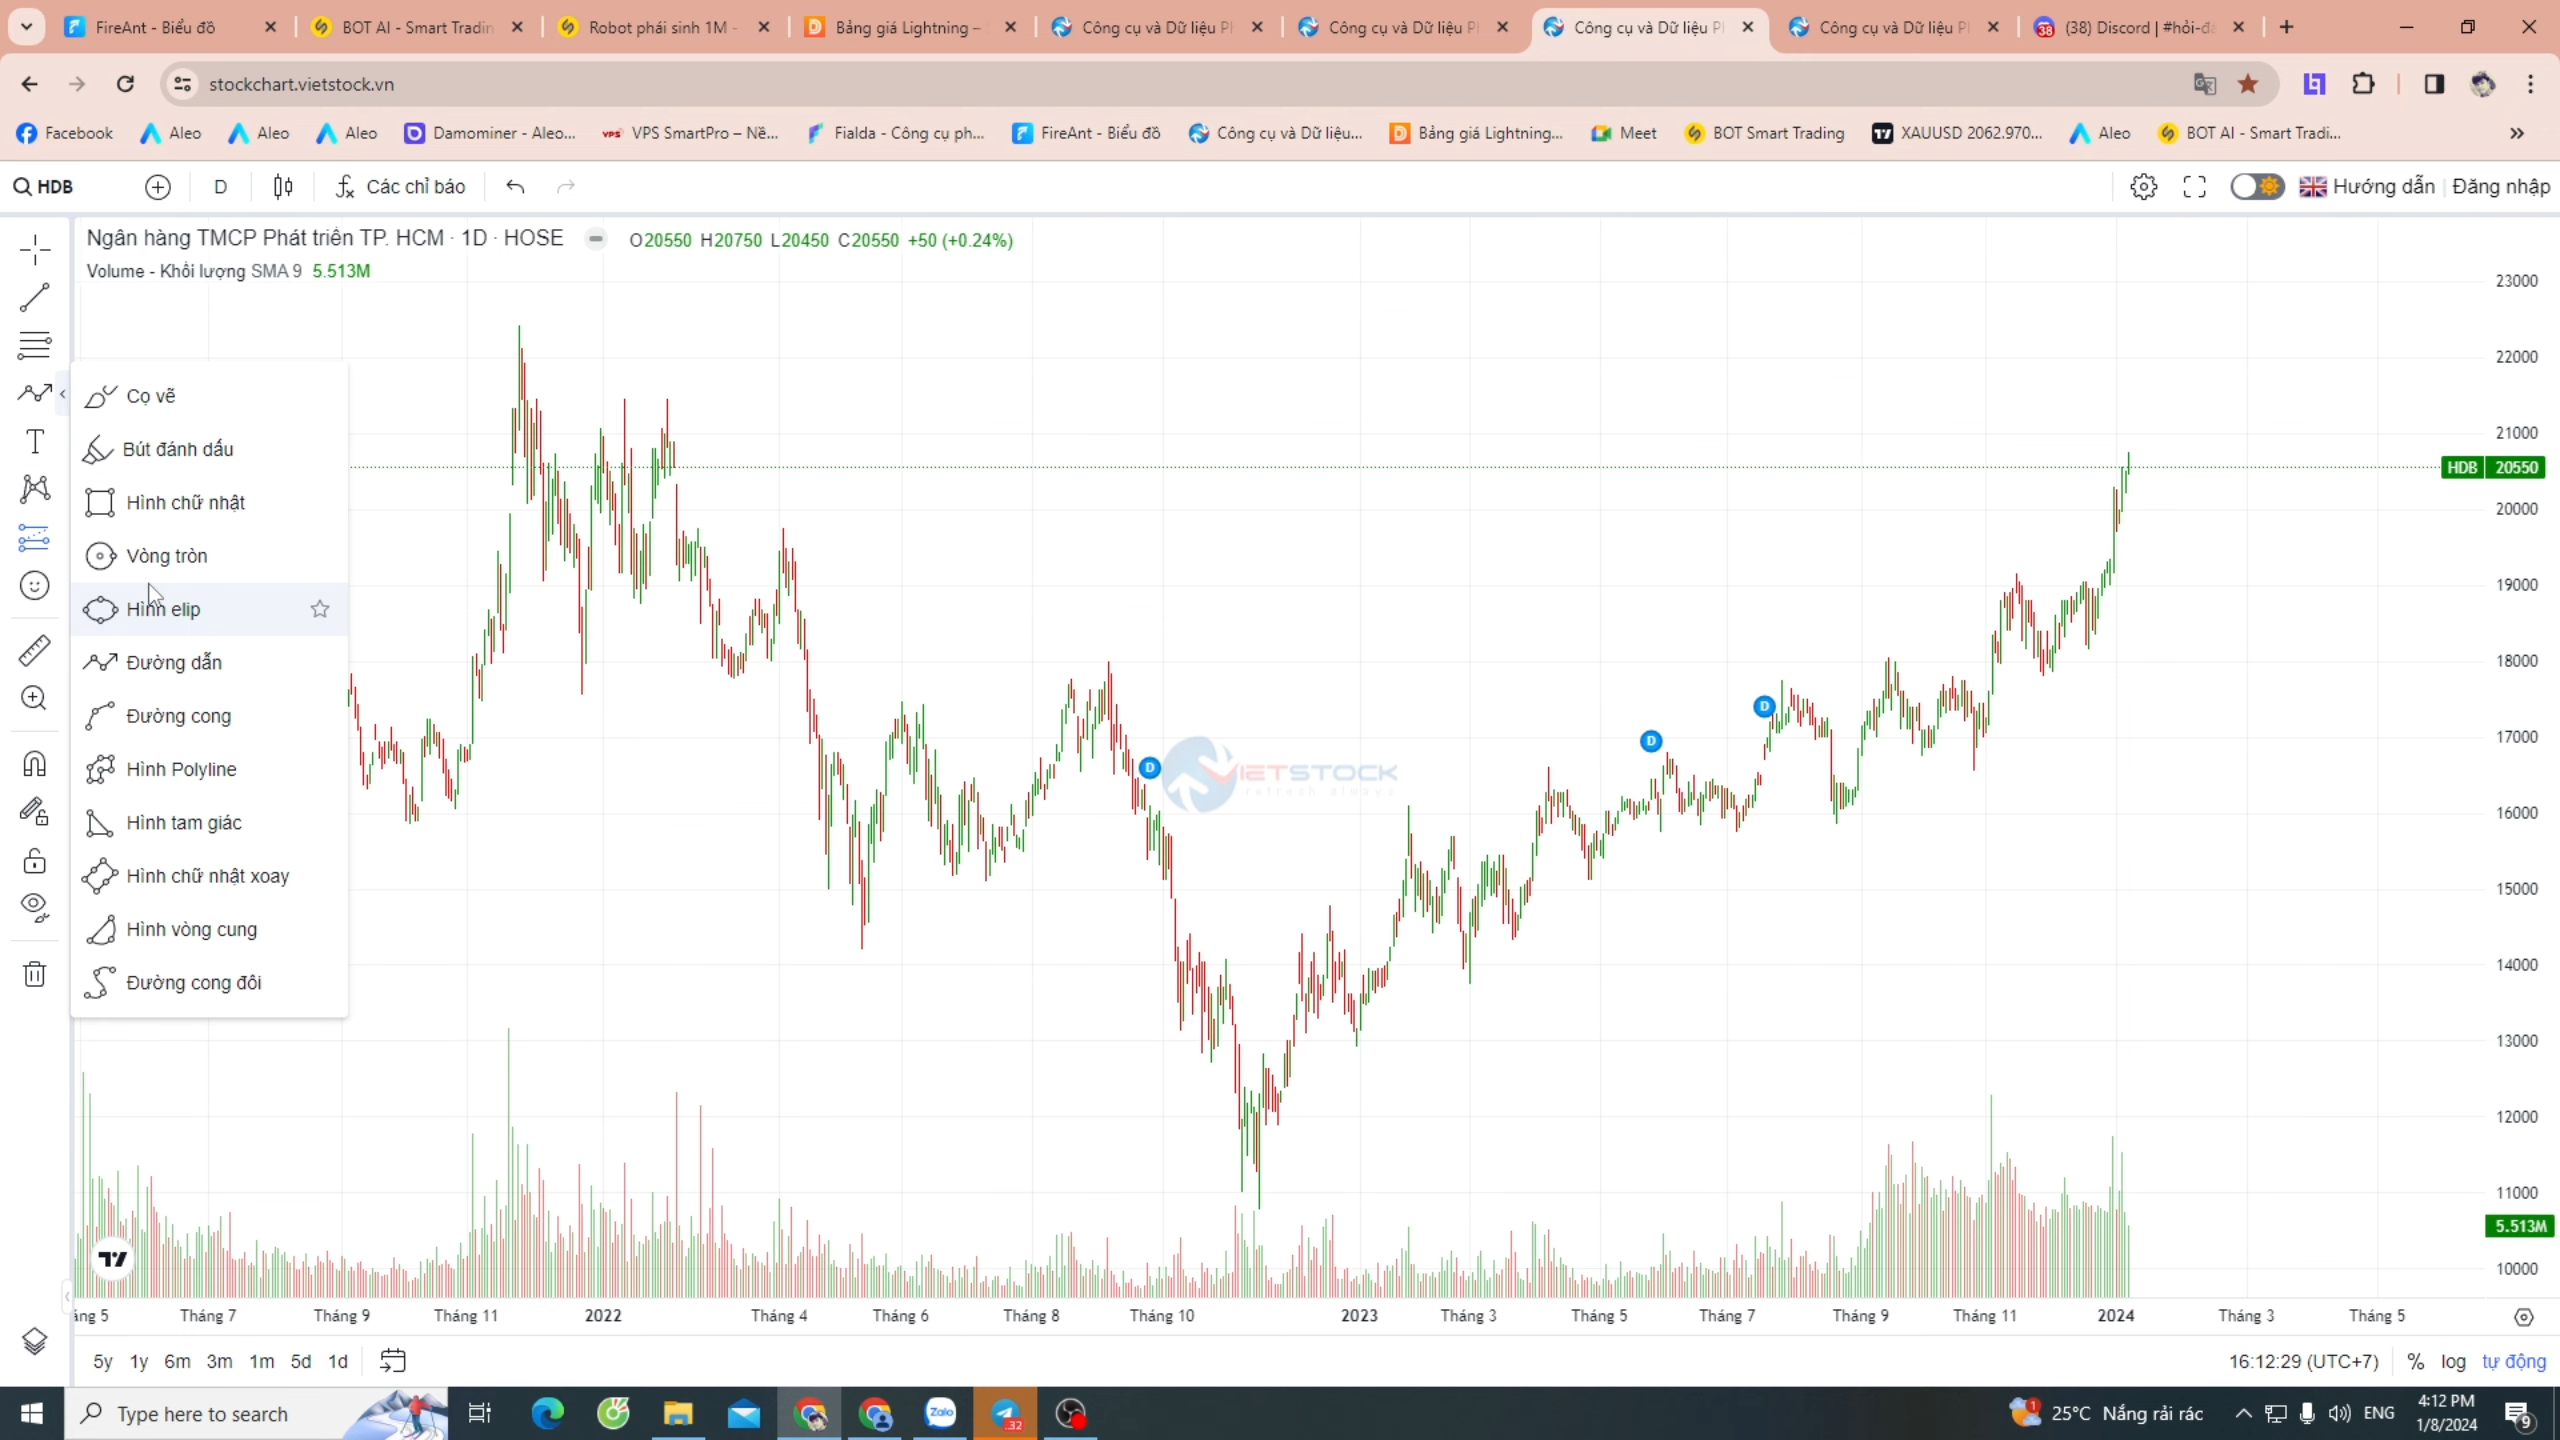 FireAnt - Biểu đồ
BOT AI - Smart Tradin
Robot phái sinh 1M -
Bảng giá Lightning –
Công cụ và Dữ liệu P
Công cụ và Dữ liệu P
Công cụ và Dữ liệu P
Công cụ và Dữ liệu P
(38) Discord | #hỏi-đ
stockchart.vietstock.vn
Facebook
Aleo
Aleo
Aleo
Damominer - Aleo...
VPS SmartPro – Nề...
Fialda - Công cụ ph...
FireAnt - Biểu đồ
Công cụ và Dữ liệu...
Bảng giá Lightning...
Meet
BOT Smart Trading
XAUUSD 2062.970...
Aleo
BOT AI - Smart Tradi...
HDB
D
Các chỉ báo
Hướng dẫn
Đăng nhập
Ngân hàng TMCP Phát triển TP. HCM · 1D · HOSE
O20550 H20750 L20450 C20550 +50 (+0.24%)
Volume - Khối lượng SMA 9 5.513M
Cọ vẽ
Bút đánh dấu
Hình chữ nhật
Vòng tròn
Hình elip
Đường dẫn
Đường cong
Hình Polyline
Hình tam giác
Hình chữ nhật xoay
Hình vòng cung
Đường cong đôi
23000
22000
21000
HDB 20550
20000
19000
18000
17000
16000
15000
14000
13000
12000
11000
5.513M
10000
D
D
D
VIETSTOCK
refresh always
áng 5
Tháng 7
Tháng 9
Tháng 11
2022
Tháng 4
Tháng 6
Tháng 8
Tháng 10
2023
Tháng 3
Tháng 5
Tháng 7
Tháng 9
Tháng 11
2024
Tháng 3
Tháng 5
5y 1y 6m 3m 1m 5d 1d
16:12:29 (UTC+7)
%
log
tự động
Type here to search
Zalo
32
1
25°C Nắng rải rác
ENG
4:12 PM
1/8/2024
9